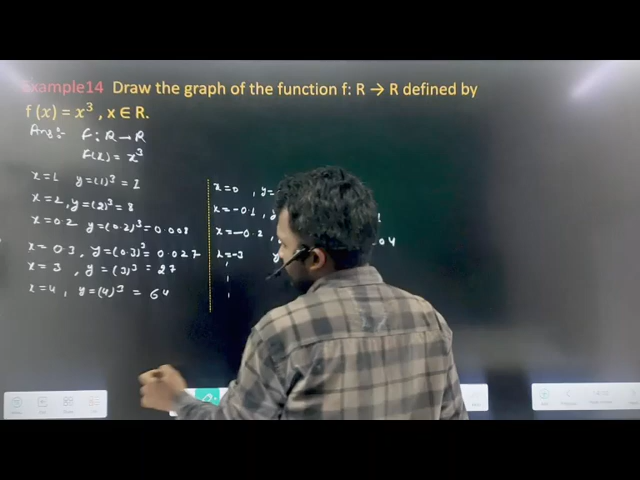 Example14 Draw the graph of the function f: R → R defined by
f (x) = x³ , x ∈ R.
Ans:- F: R → R
F(x) = x³
x=1 y=(1)³ = 1
x=2, y=(2)³ = 8
x=0.2 y=(0.2)³=0.008
x= 0.3, y=(0.3)³= 0.027
x= 3 , y= (3)³ = 27
x=4, y=(4)³ = 64
x=0 , y=
x=-0.1, y
x=-0.2,
x=-3 y